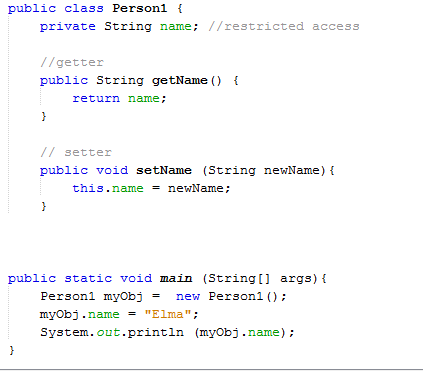 public class Person1 {
private String name; //restricted access
//getter
public String getName() {
return name;
}
// setter
public void setName (String newName){
this.name = newName;
}
public static void main (String[] args){
Person1 myObj =  new Person1();
myObj.name = "Elma";
System.out.println (myObj.name);
}